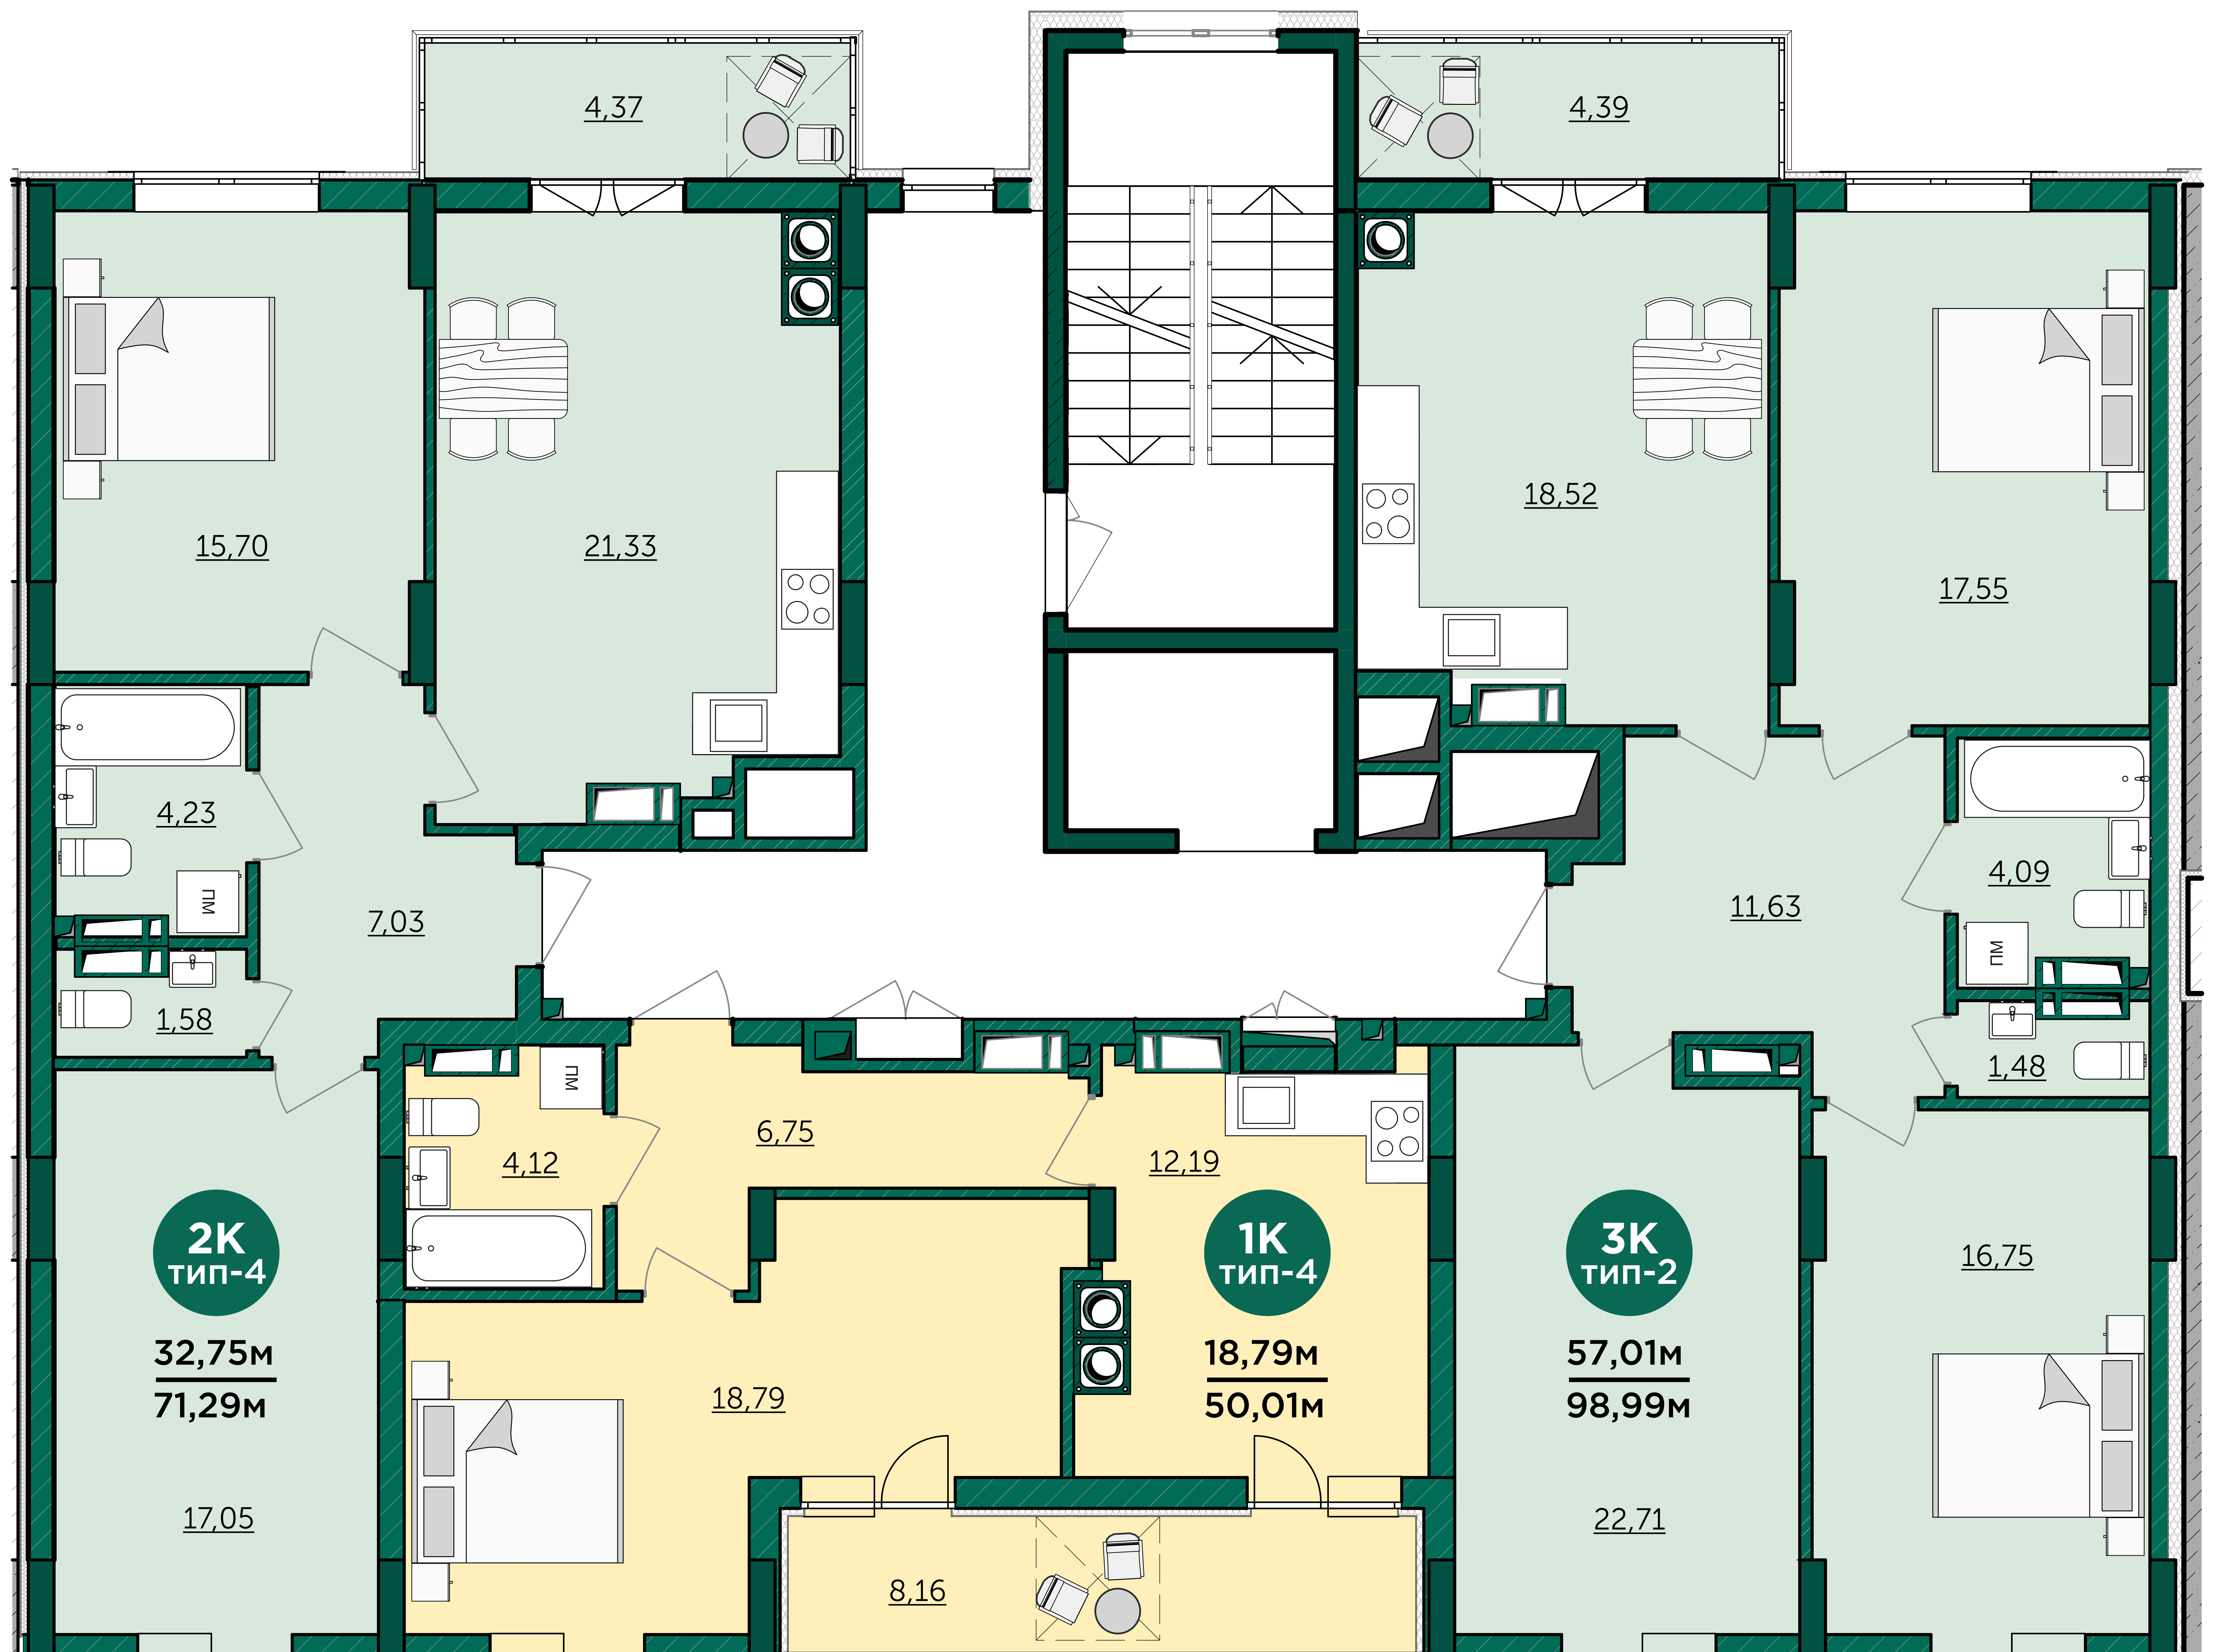 4,37
4,39
18,52
15,70
21,33
17,55
4,23
4,09
ПМ
7,03
11,63
ПМ
1,58
1,48
ПМ
6,75
4,12
12,19
2К
тип-4
32,75м
71,29м
1К
тип-4
18,79м
50,01м
3К
тип-2
57,01м
98,99м
16,75
18,79
17,05
22,71
8,16